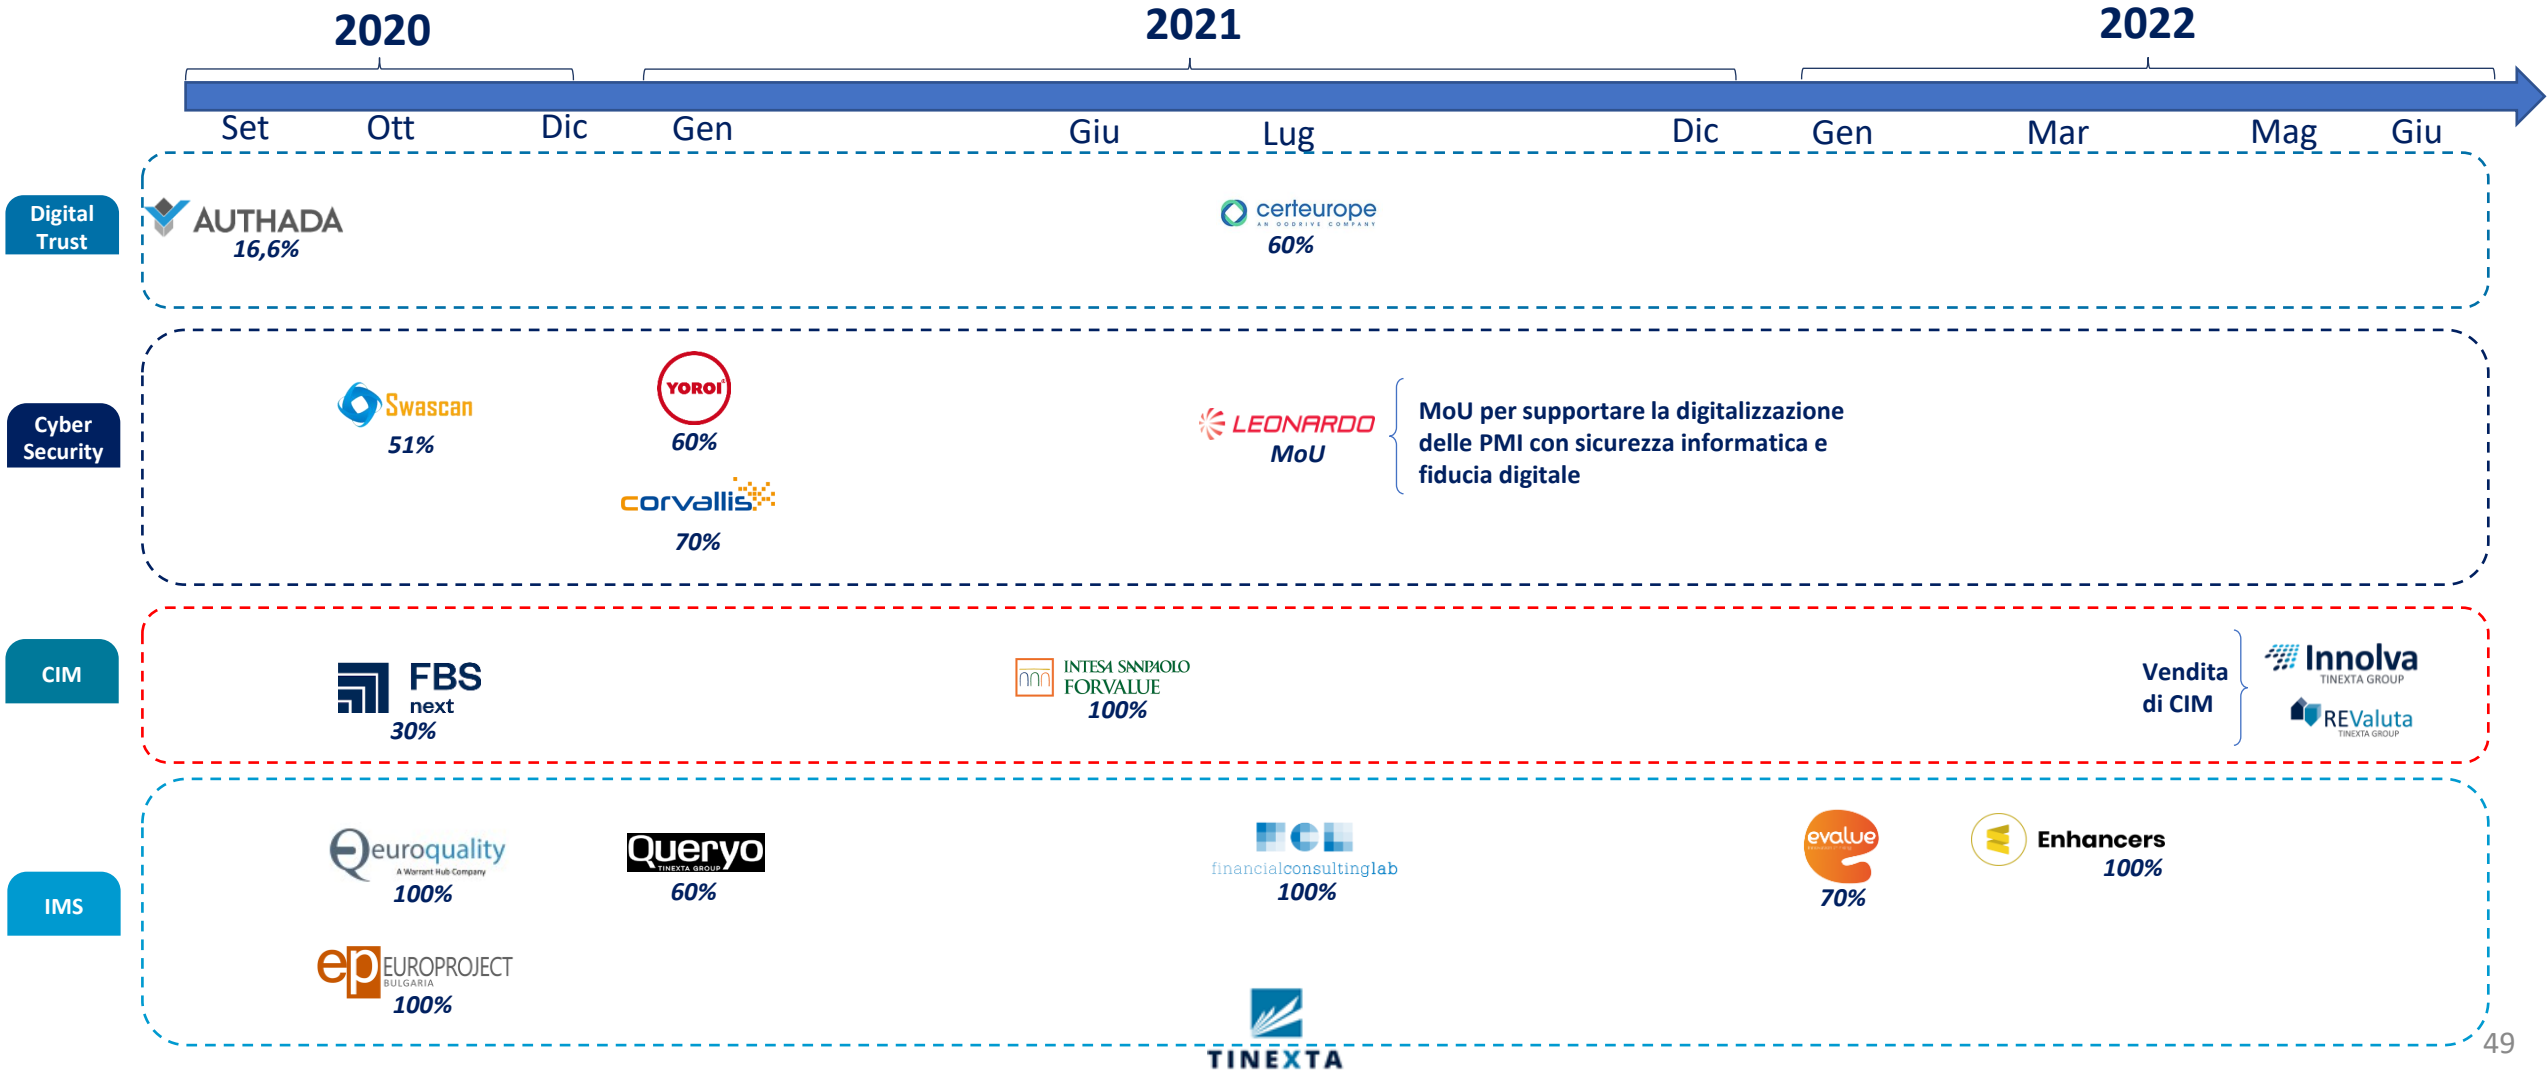 2020
2021
2022
Set Ott Dic Gen Giu Lug Dic Gen Mar Mag Giu
Digital
Trust
AUTHADA
16,6%
certeurope
AN OODRIVE COMPANY
60%
Cyber
Security
Swascan
51%
YOROI
60%
corvallis
70%
LEONARDO
MoU
MoU per supportare la digitalizzazione
delle PMI con sicurezza informatica e
fiducia digitale
CIM
FBS
next
30%
INTESA SANPAOLO
FORVALUE
100%
Vendita
di CIM
Innolva
TINEXTA GROUP
REValuta
TINEXTA GROUP
IMS
euroquality
A Warrant Hub Company
100%
Queryo
TINEXTA GROUP
60%
financialconsultinglab
100%
evalue
70%
Enhancers
100%
ep EUROPROJECT
BULGARIA
100%
TINEXTA
49